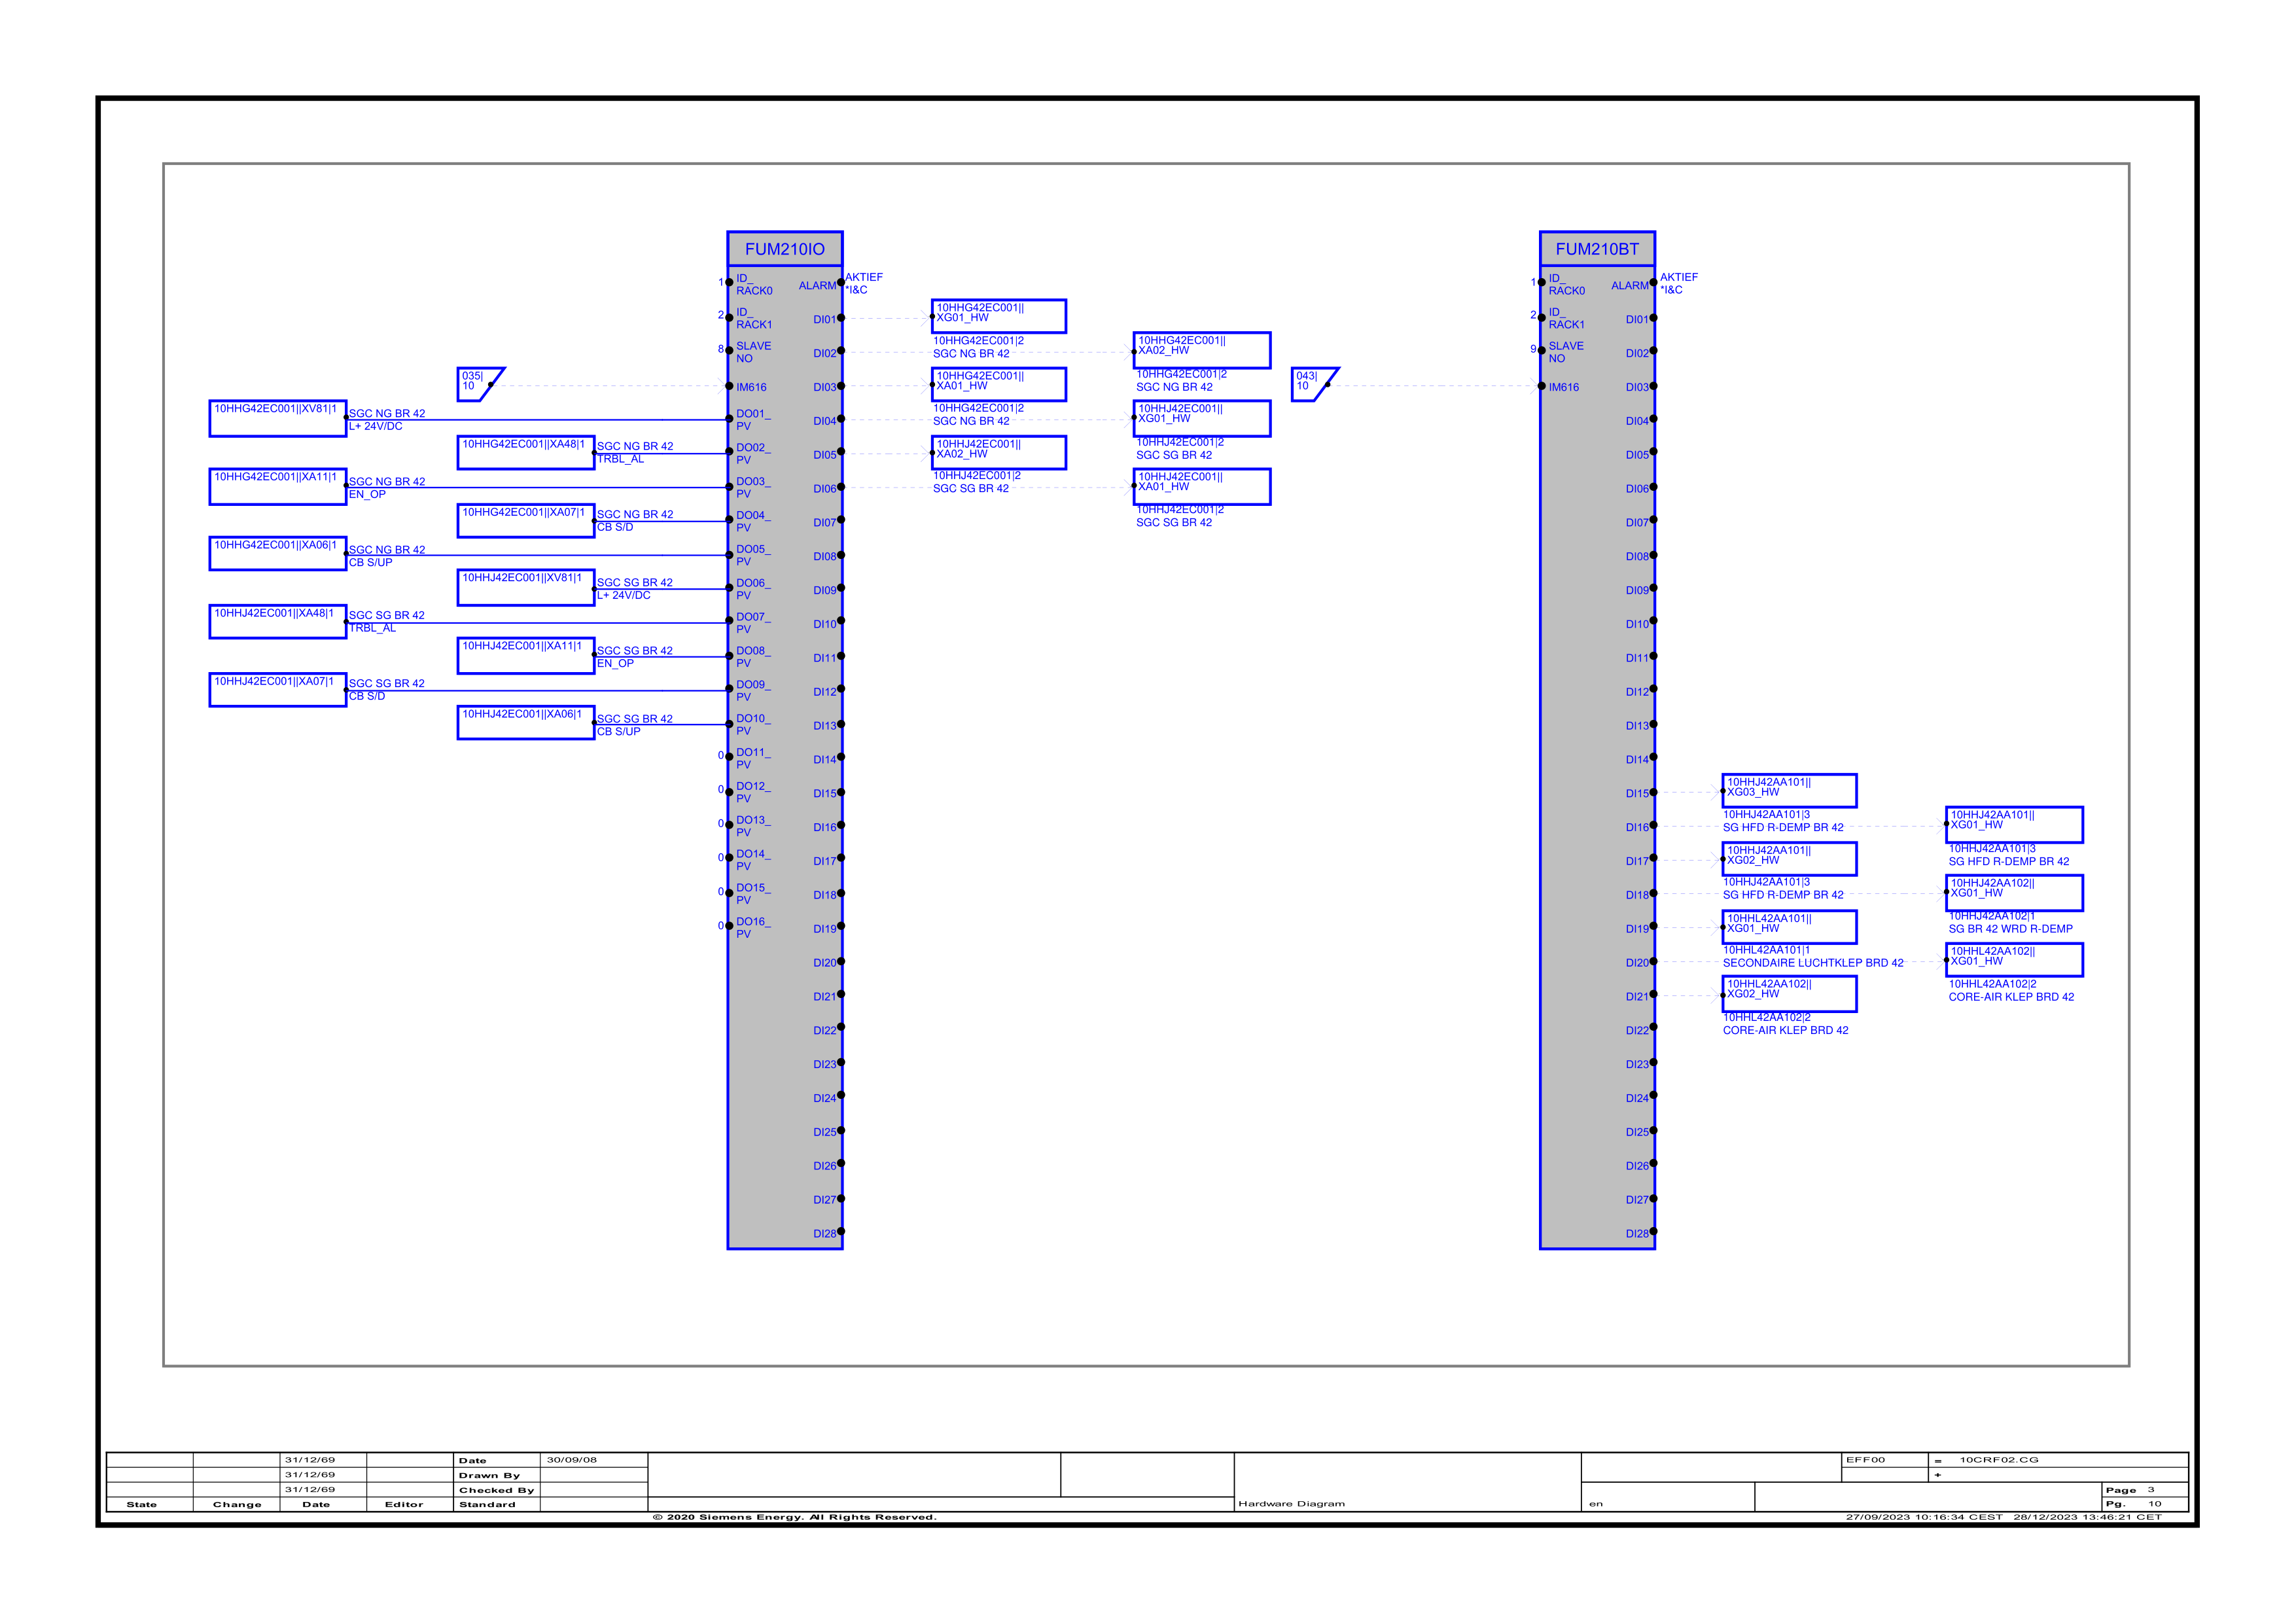 FUM210IO
1 ID_
RACK0
2 ID_
RACK1
8 SLAVE
NO
IM616
DO01_
PV
DO02_
PV
DO03_
PV
DO04_
PV
DO05_
PV
DO06_
PV
DO07_
PV
DO08_
PV
DO09_
PV
DO10_
PV
0 DO11_
PV
0 DO12_
PV
0 DO13_
PV
0 DO14_
PV
0 DO15_
PV
0 DO16_
PV
ALARM
AKTIEF
*I&C
DI01
DI02
DI03
DI04
DI05
DI06
DI07
DI08
DI09
DI10
DI11
DI12
DI13
DI14
DI15
DI16
DI17
DI18
DI19
DI20
DI21
DI22
DI23
DI24
DI25
DI26
DI27
DI28
035|
10
10HHG42EC001||XV81|1
SGC NG BR 42
L+ 24V/DC
10HHG42EC001||XA48|1
SGC NG BR 42
TRBL_AL
10HHG42EC001||XA11|1
SGC NG BR 42
EN_OP
10HHG42EC001||XA07|1
SGC NG BR 42
CB S/D
10HHG42EC001||XA06|1
SGC NG BR 42
CB S/UP
10HHJ42EC001||XV81|1
SGC SG BR 42
L+ 24V/DC
10HHJ42EC001||XA48|1
SGC SG BR 42
TRBL_AL
10HHJ42EC001||XA11|1
SGC SG BR 42
EN_OP
10HHJ42EC001||XA07|1
SGC SG BR 42
CB S/D
10HHJ42EC001||XA06|1
SGC SG BR 42
CB S/UP
10HHG42EC001||
XG01_HW
10HHG42EC001|2
SGC NG BR 42
10HHG42EC001||
XA02_HW
10HHG42EC001|2
SGC NG BR 42
10HHG42EC001||
XA01_HW
10HHG42EC001|2
SGC NG BR 42
10HHJ42EC001||
XG01_HW
10HHJ42EC001|2
SGC SG BR 42
10HHJ42EC001||
XA02_HW
10HHJ42EC001|2
SGC SG BR 42
10HHJ42EC001||
XA01_HW
10HHJ42EC001|2
SGC SG BR 42
FUM210BT
1 ID_
RACK0
2 ID_
RACK1
9 SLAVE
NO
IM616
043|
10
ALARM
AKTIEF
*I&C
DI01
DI02
DI03
DI04
DI05
DI06
DI07
DI08
DI09
DI10
DI11
DI12
DI13
DI14
DI15
DI16
DI17
DI18
DI19
DI20
DI21
DI22
DI23
DI24
DI25
DI26
DI27
DI28
10HHJ42AA101||
XG03_HW
10HHJ42AA101|3
SG HFD R-DEMP BR 42
10HHJ42AA101||
XG01_HW
10HHJ42AA101|3
SG HFD R-DEMP BR 42
10HHJ42AA101||
XG02_HW
10HHJ42AA101|3
SG HFD R-DEMP BR 42
10HHJ42AA102||
XG01_HW
10HHJ42AA102|1
SG BR 42 WRD R-DEMP
10HHL42AA101||
XG01_HW
10HHL42AA101|1
SECONDAIRE LUCHTKLEP BRD 42
10HHL42AA102||
XG01_HW
10HHL42AA102|2
CORE-AIR KLEP BRD 42
10HHL42AA102||
XG02_HW
10HHL42AA102|2
CORE-AIR KLEP BRD 42
31/12/69 Date 30/09/08
31/12/69 Drawn By
31/12/69 Checked By
State Change Date Editor Standard
Hardware Diagram
en
EFF00 = 10CRF02.CG
+
Page 3
Pg. 10
© 2020 Siemens Energy. All Rights Reserved.
27/09/2023 10:16:34 CEST 28/12/2023 13:46:21 CET